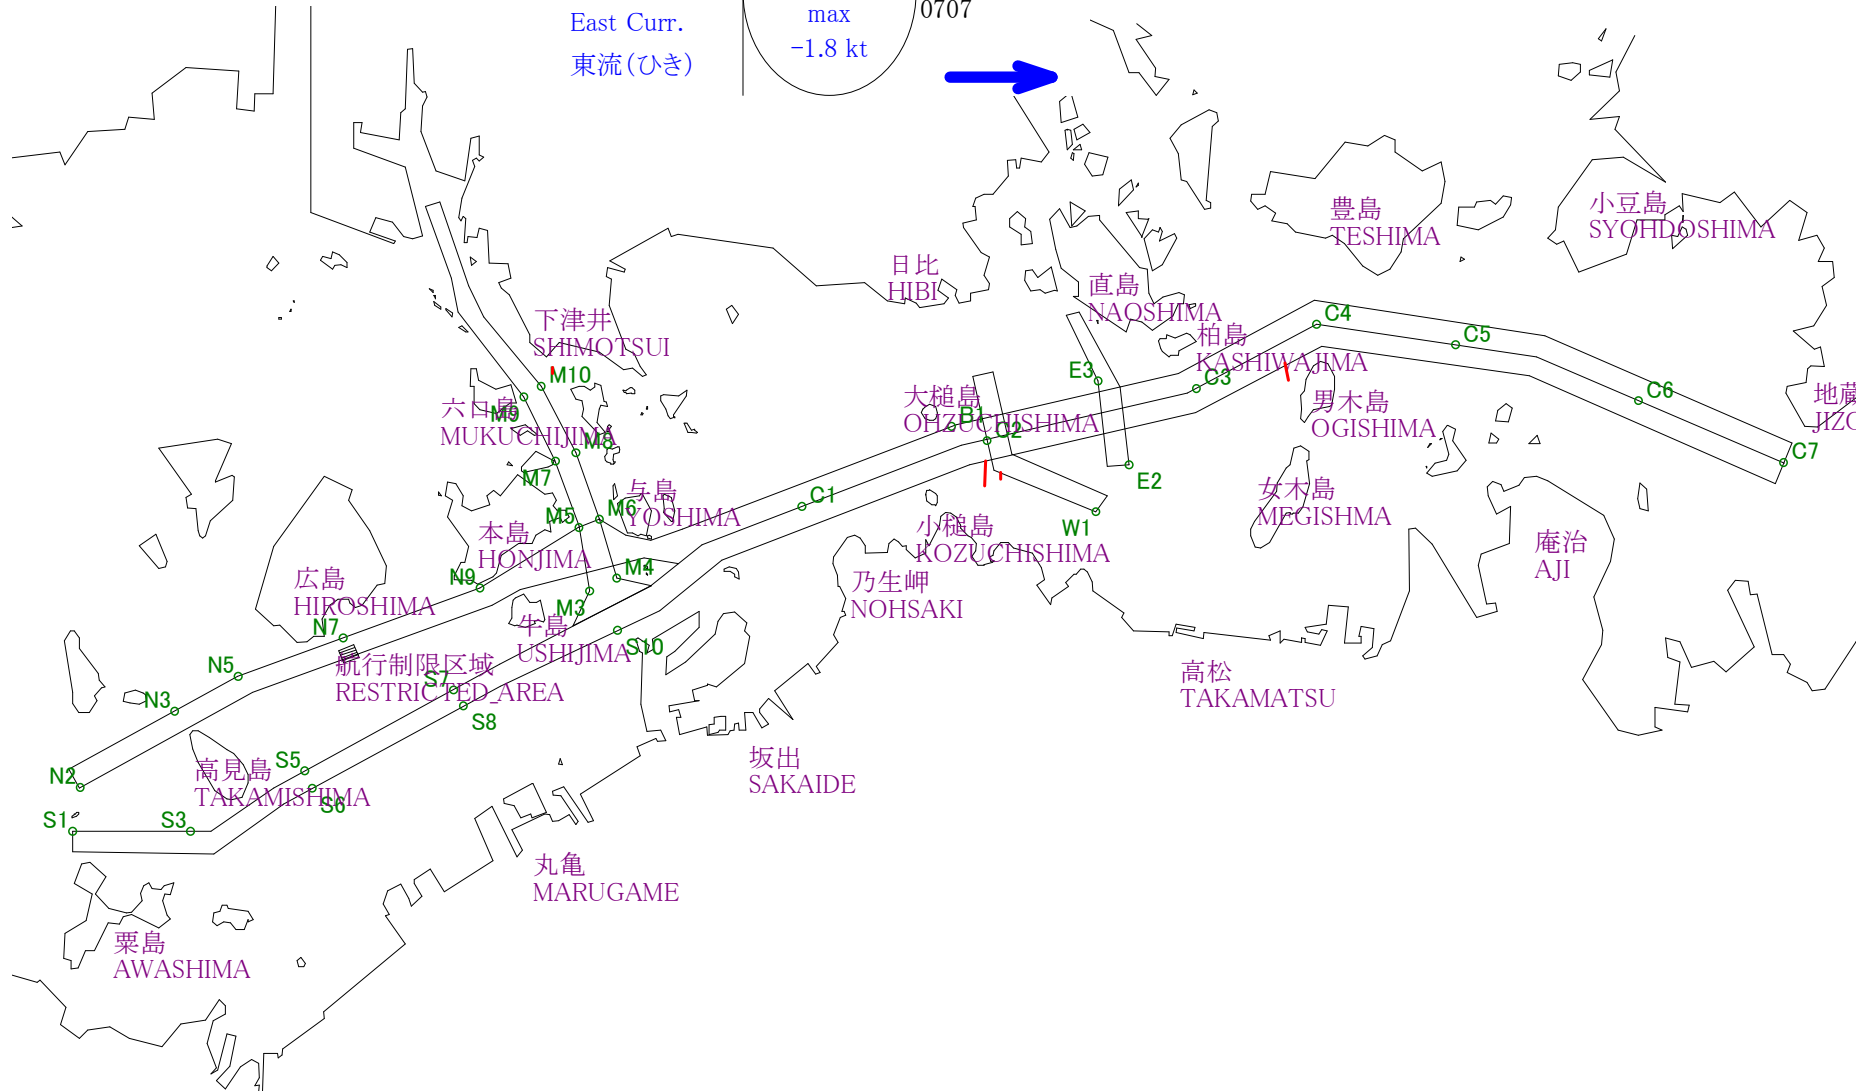 East Curr.
東流(ひき)
max
-1.8 kt
0707
豊島
TESHIMA
小豆島
SYOHDOSHIMA
日比
HIBI
直島
NAOSHIMA
下津井
SHIMOTSUI
柏島
KASHIWAJIMA
C4
C5
C3
C6
C7
E3
E2
地蔵
大槌島
OHZUCHISHIMA
B1
C2
男木島
OGISHIMA
JIZO
M10
M9
六口島
MUKUCHIJIMA
M8
M7
与島
YOSHIMA
M6
M5
C1
W1
女木島
MEGISHMA
本島
HONJIMA
小槌島
KOZUCHISHIMA
庵治
AJI
広島
HIROSHIMA
N9
M4
M3
乃生岬
NOHSAKI
N7
牛島
USHIJIMA
S10
N5
航行制限区域
RESTRICTED_AREA
S7
S8
高松
TAKAMATSU
N3
N2
高見島
TAKAMISHIMA
S5
S6
坂出
SAKAIDE
S1
S3
丸亀
MARUGAME
粟島
AWASHIMA